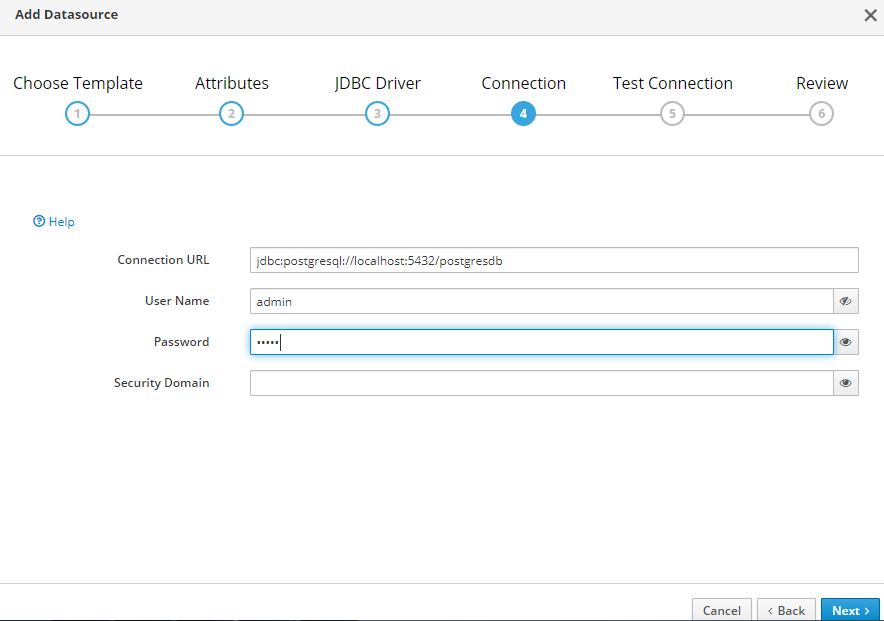 Add Datasource
Choose Template Attributes JDBC Driver Connection Test Connection Review
1 2 3 4 5 6
Help
Connection URL jdbc:postgresql://localhost:5432/postgresdb
User Name admin
Password •••••
Security Domain
Cancel ‹ Back Next ›